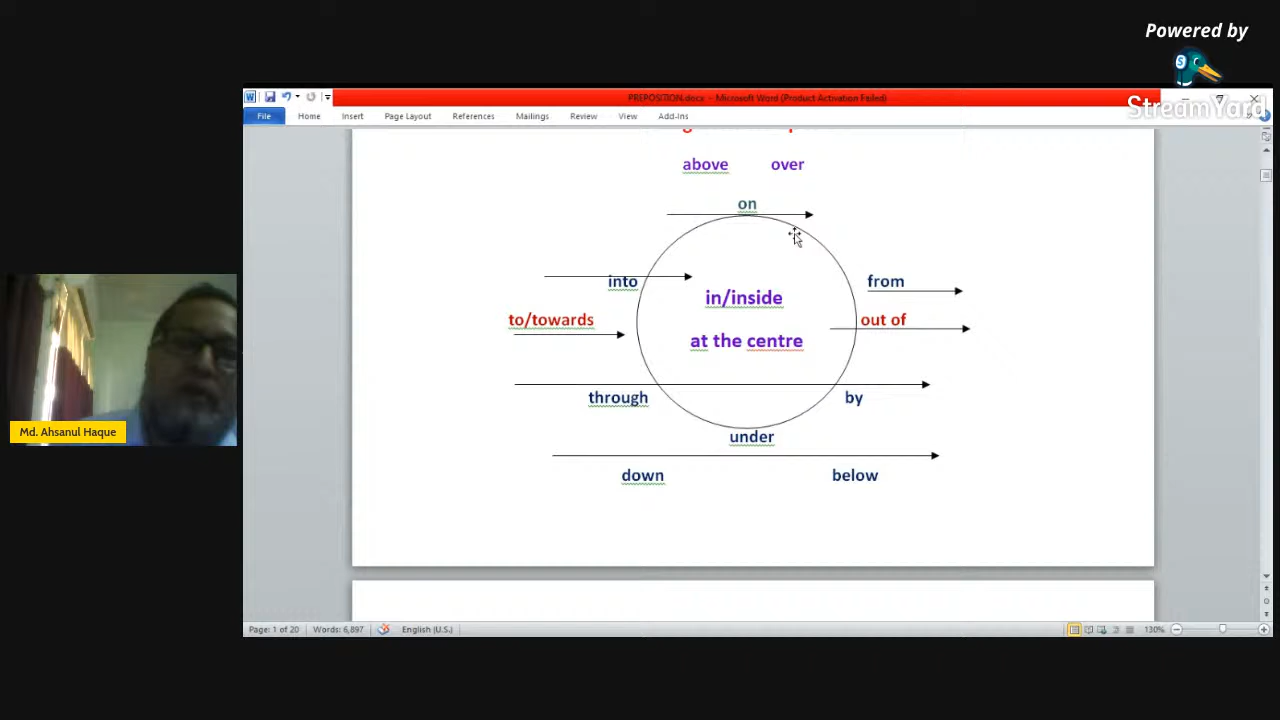 Powered by
StreamYard
PREPOSITION.docx - Microsoft Word (Product Activation Failed)
File Home Insert Page Layout References Mailings Review View Add-Ins
above over
on
into from
in/inside
to/towards out of
at the centre
through by
under
down below
Md. Ahsanul Haque
Page: 1 of 20 Words: 6,897 English (U.S.) 130%